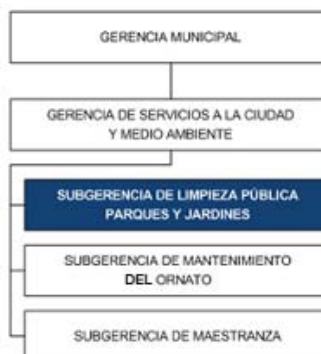 GERENCIA MUNICIPAL
GERENCIA DE SERVICIOS A LA CIUDAD
Y MEDIO AMBIENTE
SUBGERENCIA DE LIMPIEZA PÚBLICA
PARQUES Y JARDINES
SUBGERENCIA DE MANTENIMIENTO
DEL ORNATO
SUBGERENCIA DE MAESTRANZA